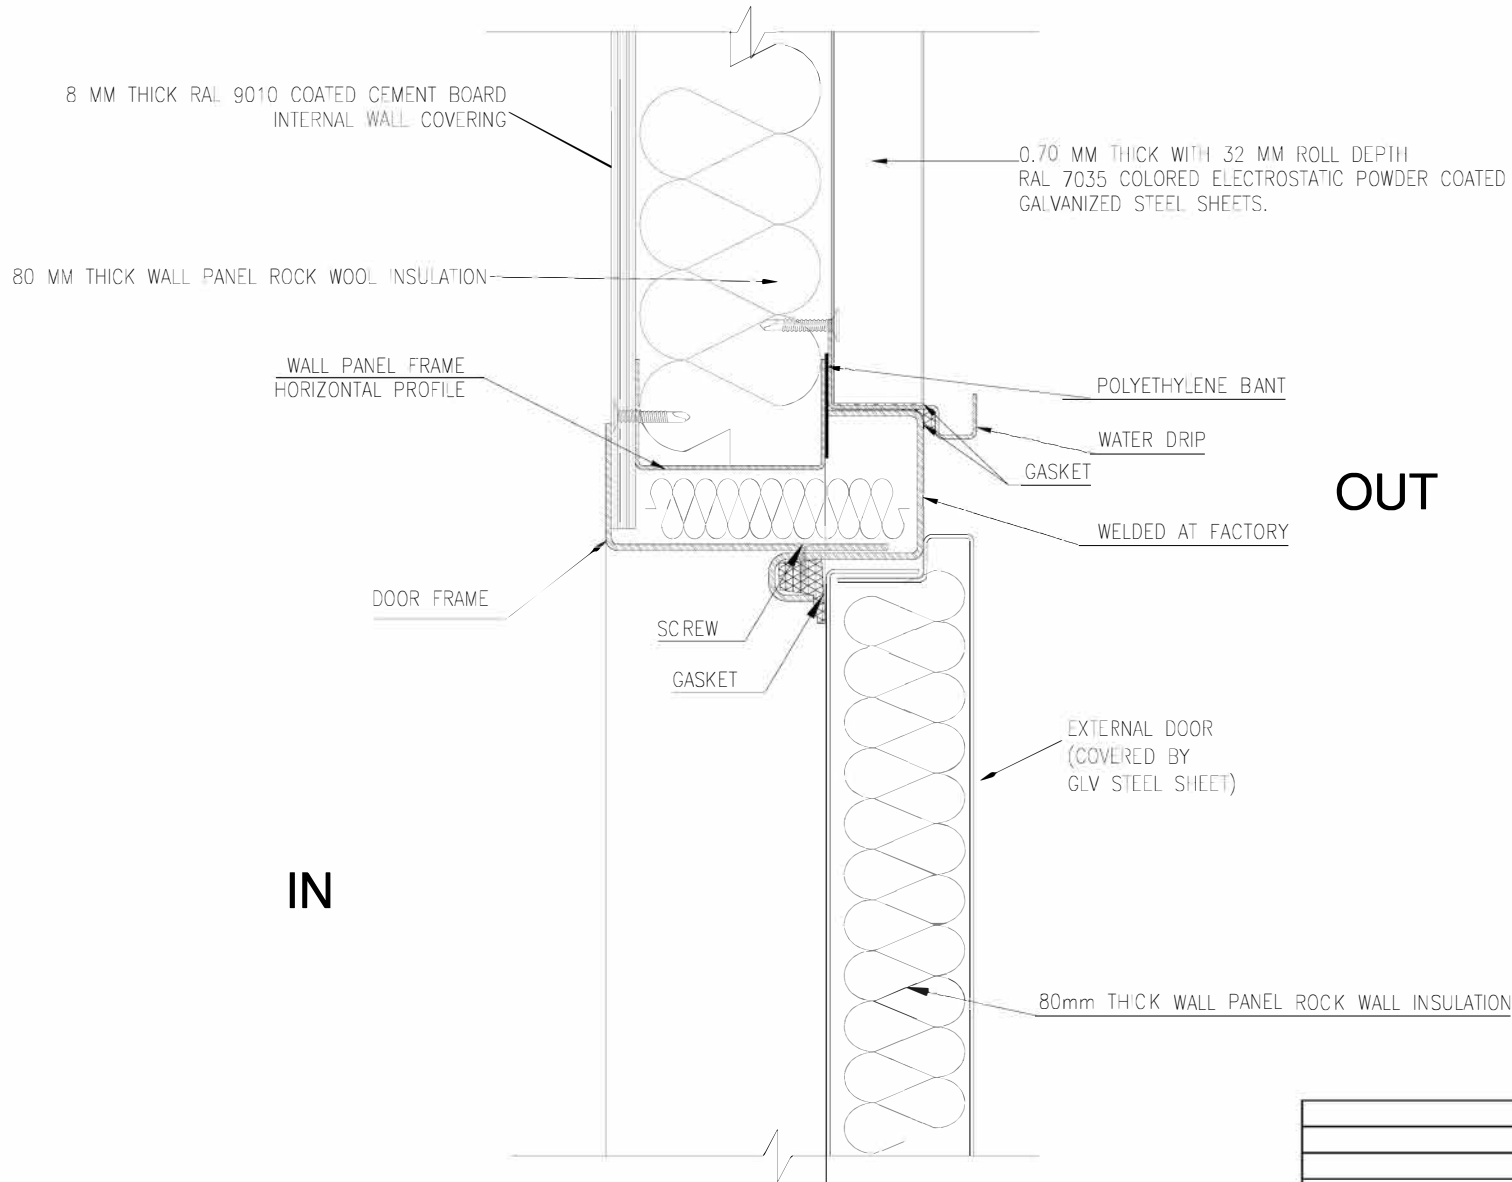 8 MM THICK RAL 9010 COATED CEMENT BOARD
INTERNAL WALL COVERING
0.70 MM THICK WITH 32 MM ROLL DEPTH
RAL 7035 COLORED ELECTROSTATIC POWDER COATED
GALVANIZED STEEL SHEETS.
80 MM THICK WALL PANEL ROCK WOOL INSULATION
WALL PANEL FRAME
HORIZONTAL PROFILE
POLYETHYLENE BANT
WATER DRIP
GASKET
OUT
WELDED AT FACTORY
DOOR FRAME
SCREW
GASKET
EXTERNAL DOOR
(COVERED BY
GLV STEEL SHEET)
IN
80mm THICK WALL PANEL ROCK WALL INSULATION